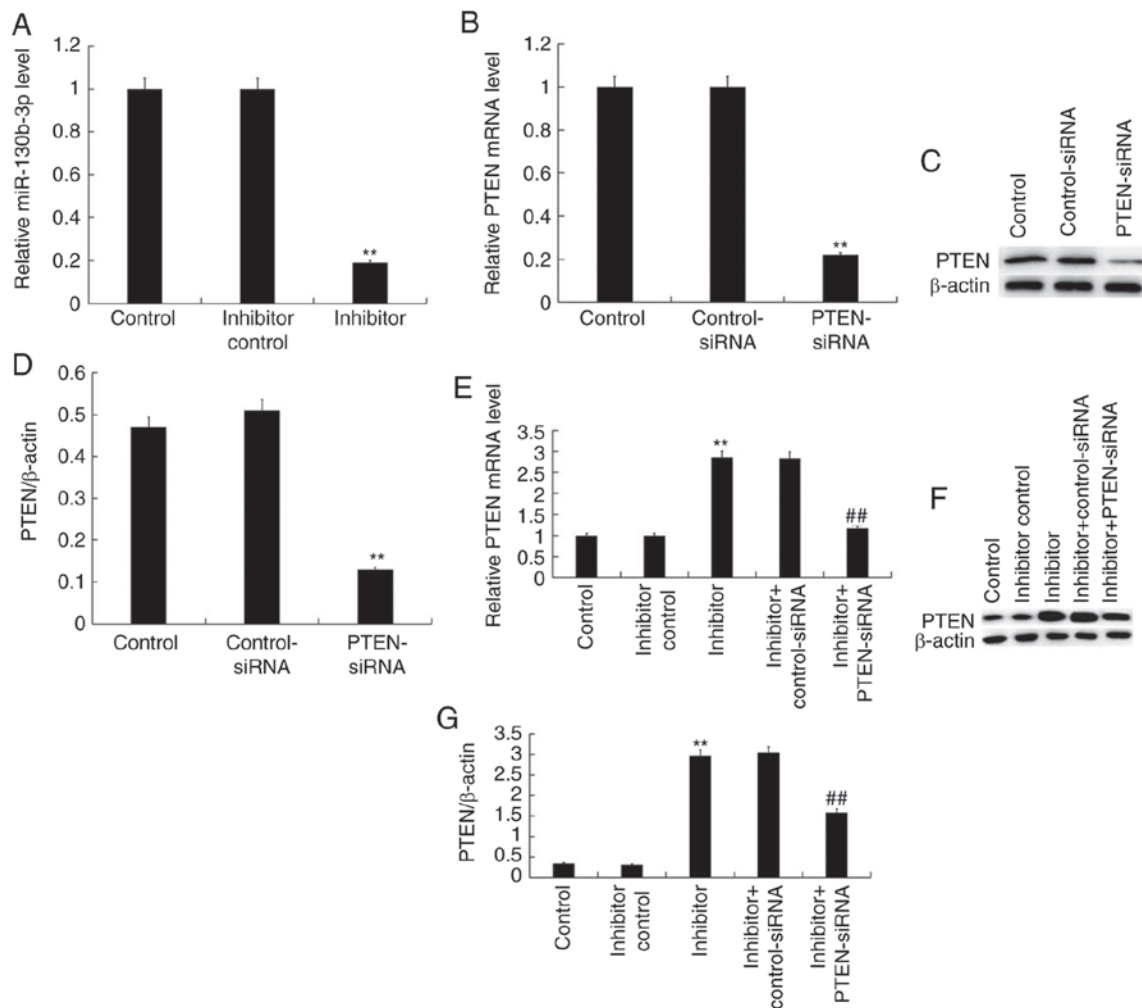 A
Relative miR-130b-3p level
1.2
1
0.8
0.6
0.4
0.2
0
**
Control
Inhibitor
control
Inhibitor
B
Relative PTEN mRNA level
1.2
1
0.8
0.6
0.4
0.2
0
**
Control
Control-
siRNA
PTEN-
siRNA
C
Control
Control-siRNA
PTEN-siRNA
PTEN
β-actin
D
PTEN/β-actin
0.6
0.5
0.4
0.3
0.2
0.1
0
**
Control
Control-
siRNA
PTEN-
siRNA
E
Relative PTEN mRNA level
3.5
3
2.5
2
1.5
1
0.5
0
**
##
Control
Inhibitor
control
Inhibitor
Inhibitor+
control-siRNA
Inhibitor+
PTEN-siRNA
F
Control
Inhibitor control
Inhibitor
Inhibitor+control-siRNA
Inhibitor+PTEN-siRNA
PTEN
β-actin
G
PTEN/β-actin
3.5
3
2.5
2
1.5
1
0.5
0
**
##
Control
Inhibitor
control
Inhibitor
Inhibitor+
control-siRNA
Inhibitor+
PTEN-siRNA